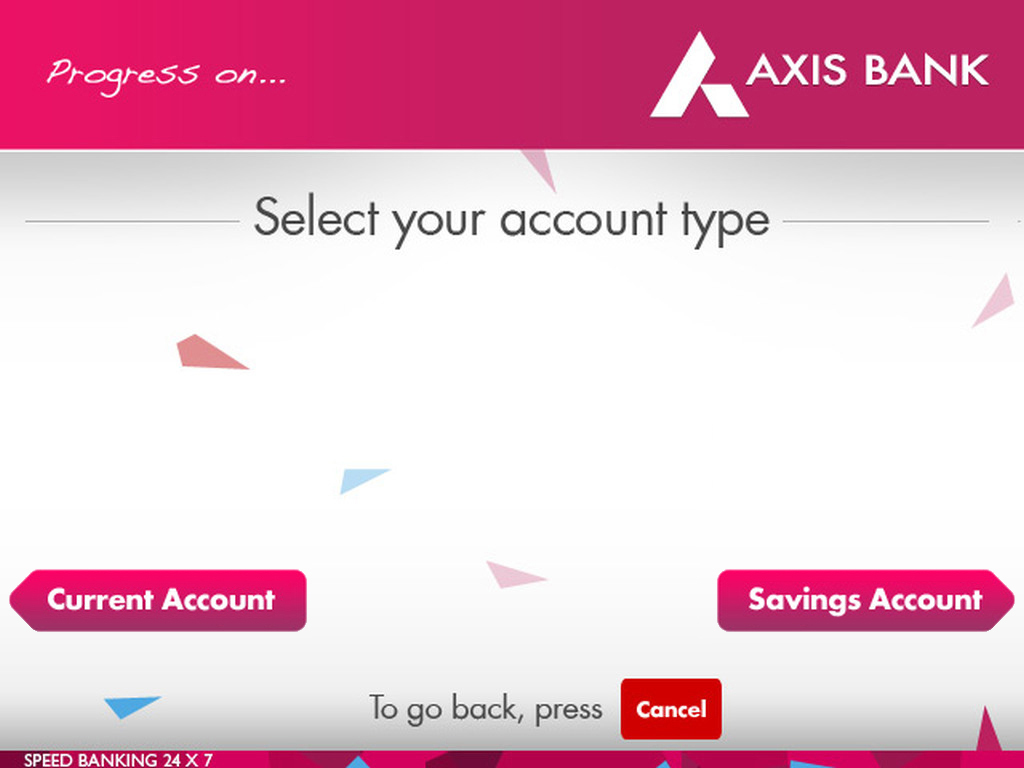 Progress on...
AXIS BANK
Select your account type
Current Account
Savings Account
To go back, press Cancel
SPEED BANKING 24 X 7